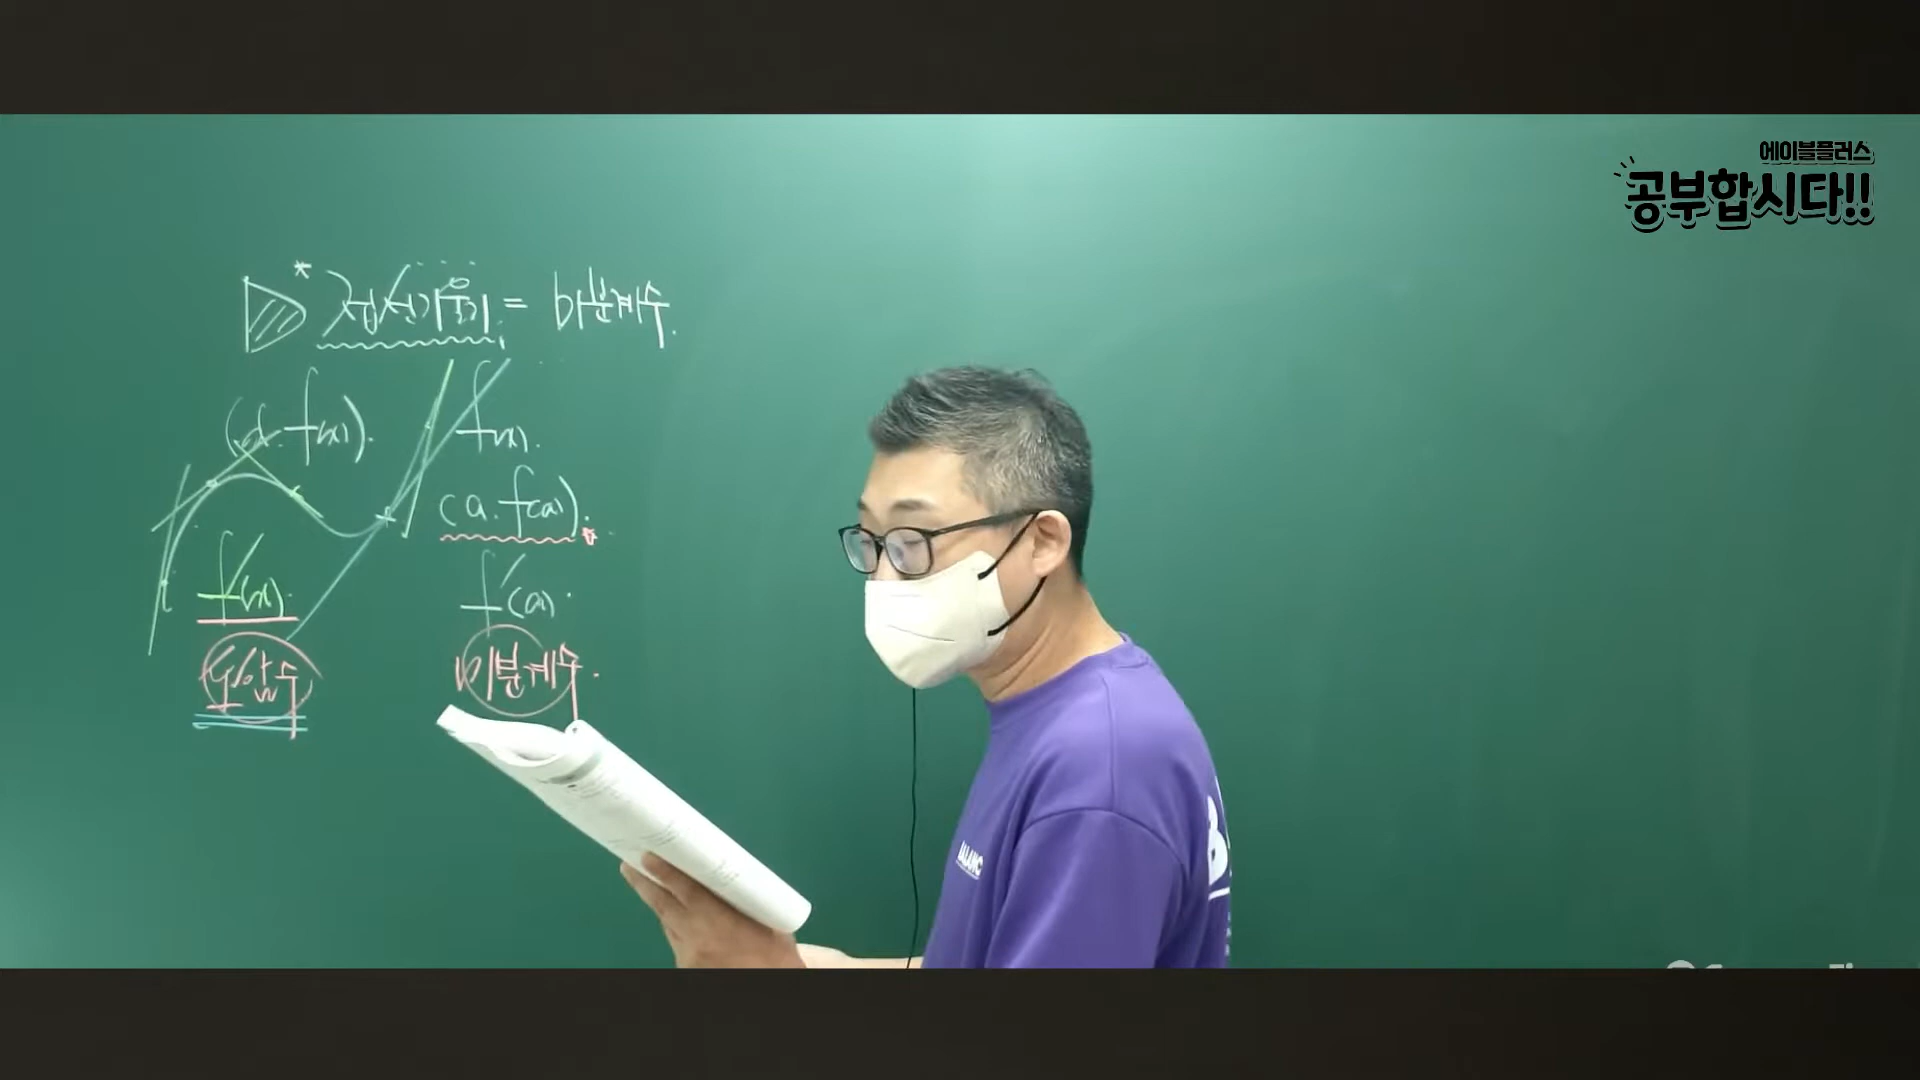 에이블플러스
공부합시다!!
* 접선기울기 = 미분계수.
(x. f(x)).
f(x).
(a. f(a)).
f'(x).
f'(a).
도함수
미분계수.